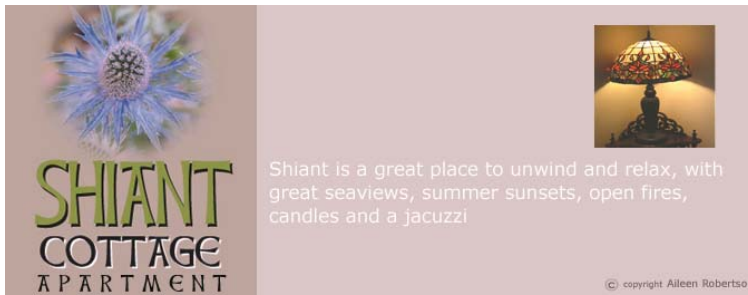 SHIANT
COTTAGE
APARTMENT
Shiant is a great place to unwind and relax, with
great seaviews, summer sunsets, open fires,
candles and a jacuzzi
© copyright Aileen Robertso